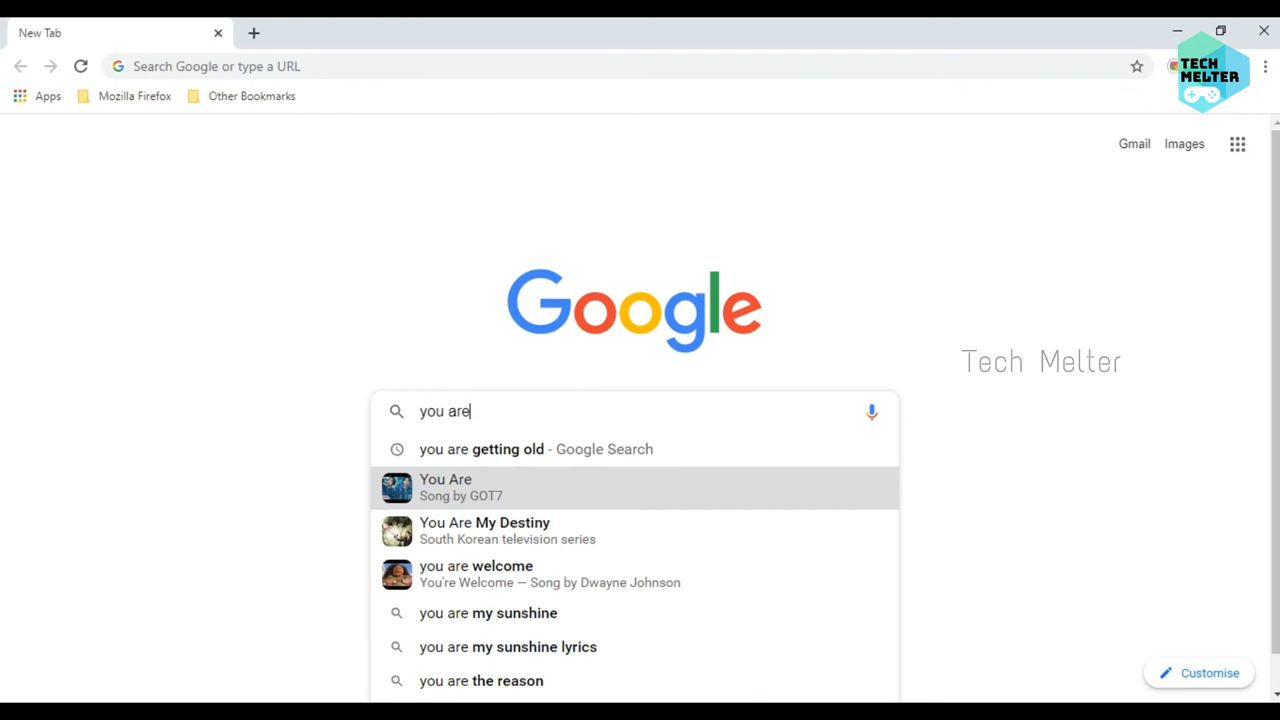 New Tab
Search Google or type a URL
TECH
MELTER
Apps Mozilla Firefox Other Bookmarks
Gmail Images
Google
Tech Melter
you are
you are getting old - Google Search
You Are
Song by GOT7
You Are My Destiny
South Korean television series
you are welcome
You're Welcome — Song by Dwayne Johnson
you are my sunshine
you are my sunshine lyrics
you are the reason
Customise